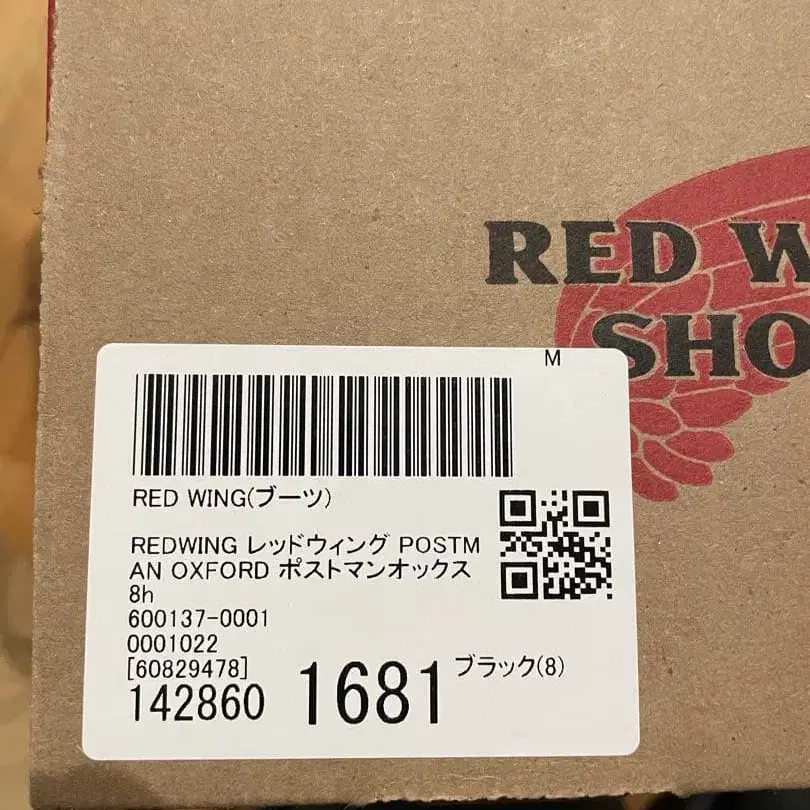 RED W
SHO
M
RED WING(ブーツ)
REDWING レッドウィング POSTM
AN OXFORD ポストマンオックス
8h
600137-0001
0001022
[60829478]
142860 1681 ブラック(8)